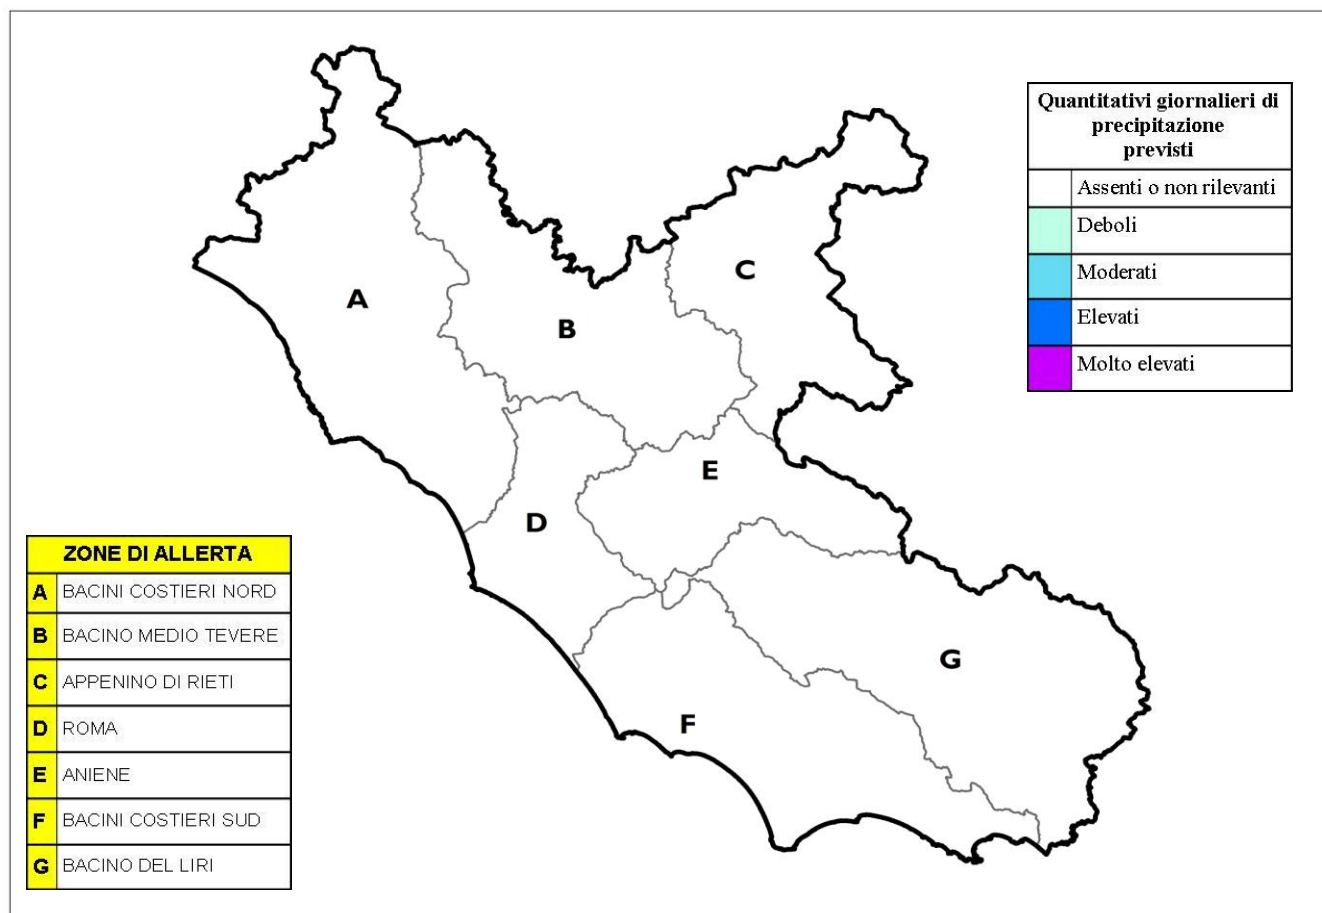 Quantitativi giornalieri di
precipitazione
previsti
Assenti o non rilevanti
Deboli
Moderati
Elevati
Molto elevati
A
B
C
D
E
F
G
ZONE DI ALLERTA
A BACINI COSTIERI NORD
B BACINO MEDIO TEVERE
C APPENINO DI RIETI
D ROMA
E ANIENE
F BACINI COSTIERI SUD
G BACINO DEL LIRI